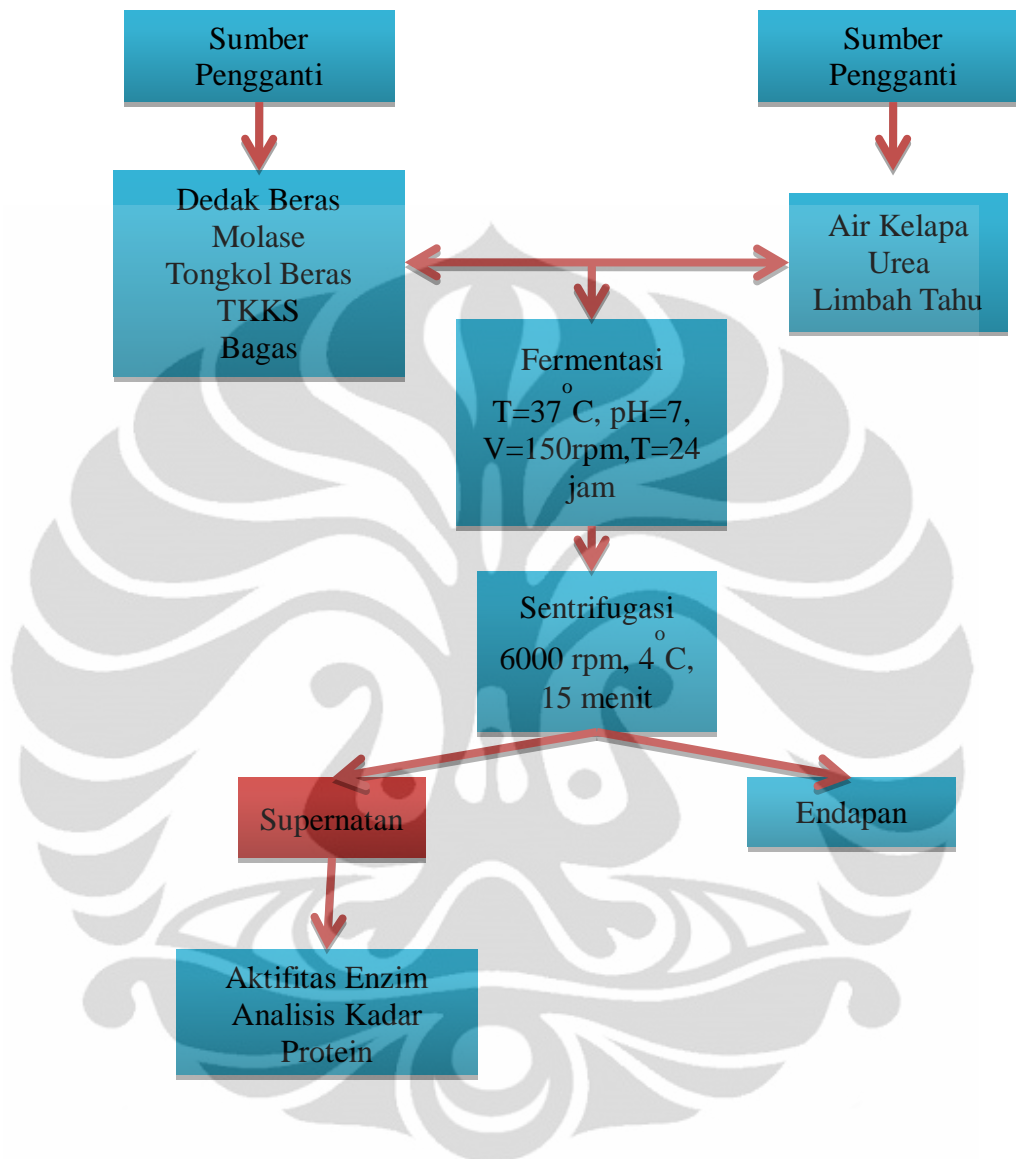 Sumber
Pengganti
Sumber
Pengganti
Dedak Beras
Molase
Tongkol Beras
TKKS
Bagas
Air Kelapa
Urea
Limbah Tahu
Fermentasi
T=37°C, pH=7,
V=150rpm,T=24
jam
Sentrifugasi
6000 rpm, 4°C,
15 menit
Supernatan
Endapan
Aktifitas Enzim
Analisis Kadar
Protein